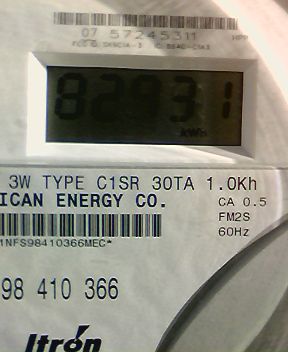 07 57245311
82931
kWh
3W TYPE C1SR 30TA 1.0Kh
ICAN ENERGY CO. CA 0.5
FM2S
60Hz
1NFS98410366MEC*
98 410 366
Itrón